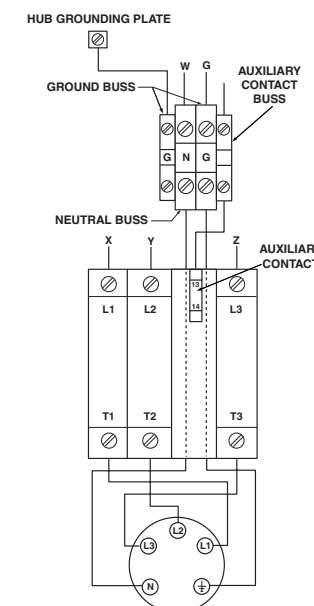 HUB GROUNDING PLATE
W G
GROUND BUSS
AUXILIARY
CONTACT
BUSS
G N G
NEUTRAL BUSS
X Y Z
AUXILIAR
CONTACT
13
L1 L2 L3
14
T1 T2 T3
L2
L3 L1
N